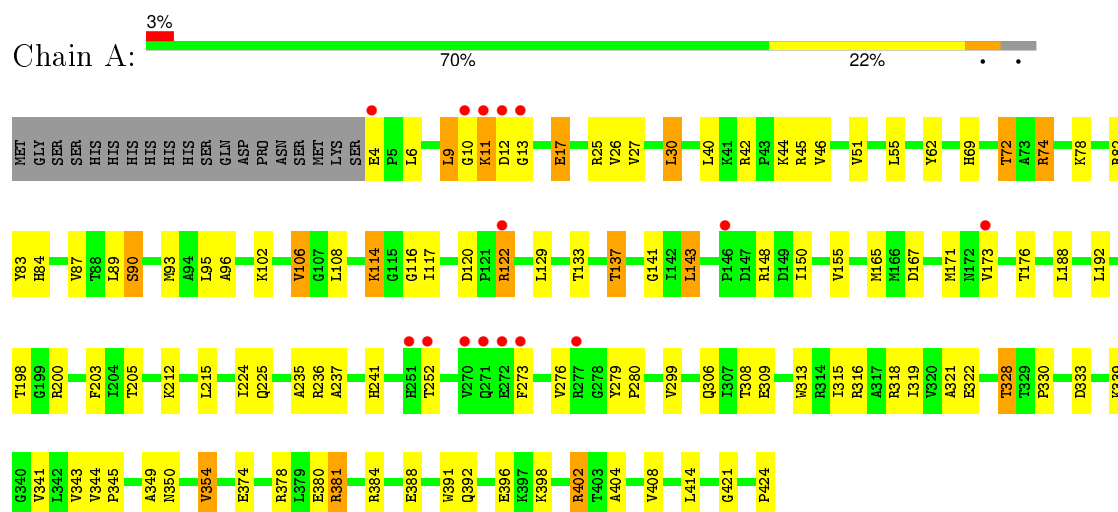 3%
Chain A:
70% 22% • •
MET GLY SER SER HIS HIS HIS HIS HIS HIS SER GLN ASP PRO ASN SER MET LYS SER E4 P5 L6 L9 G10 K11 D12 G13 E17 R25 V26 V27 L30 L40 K41 R42 P43 K44 R45 V46 V51 L55 Y62 H69 T72 A73 R74 K78 R82
Y83 H84 V87 T88 L89 S90 M93 A94 L95 A96 K102 V106 G107 L108 K114 G115 G116 I117 D120 P121 R122 L129 T133 T137 G141 I142 L143 P146 D147 R148 D149 I150 V155 M165 M166 D167 M171 N172 V173 T176 L188 L192
T198 G199 R200 F203 I204 T205 K212 L215 I224 Q225 A235 R236 A237 H241 H251 T252 V270 Q271 E272 F273 V276 R277 G278 Y279 P280 V299 Q306 I307 T308 E309 W313 R314 I315 R316 A317 R318 I319 V320 A321 E322 T328 T329 P330 D333 K339
G340 V341 L342 V343 V344 P345 A349 N350 V354 E374 R378 L379 E380 R381 R384 E388 W391 Q392 E396 K397 K398 R402 T403 A404 V408 L414 G421 P424